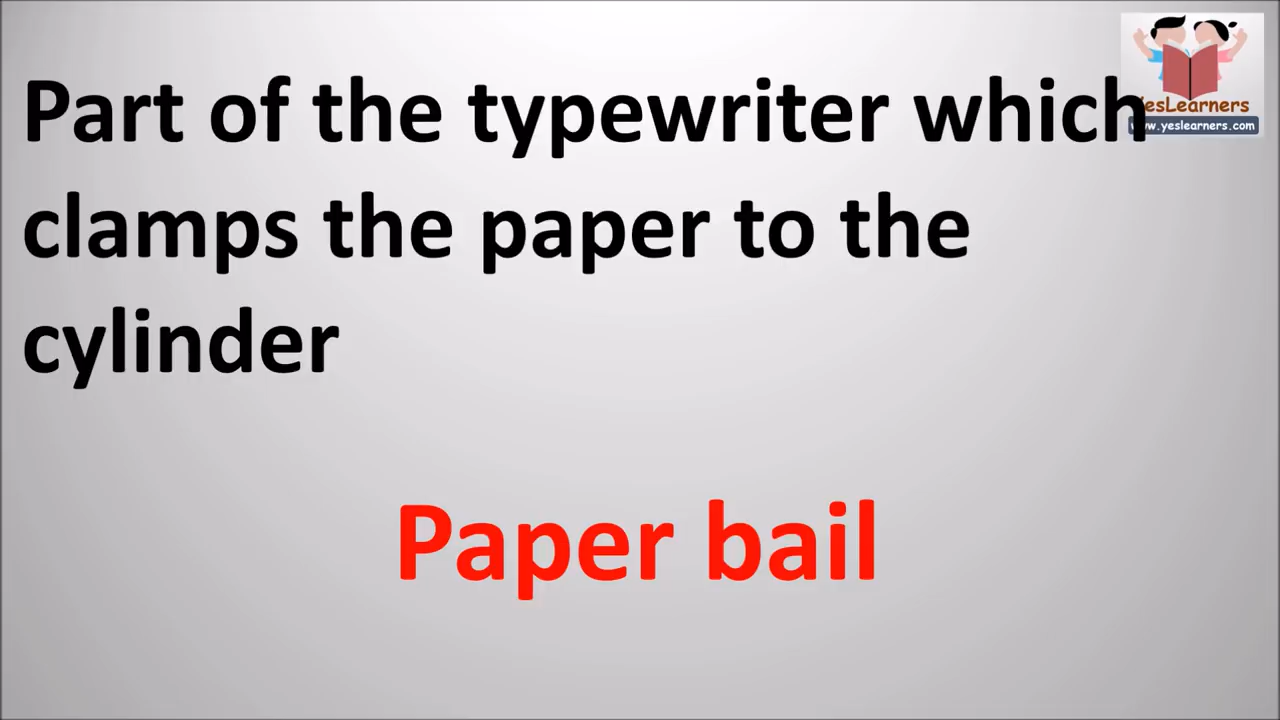 Part of the typewriter which
clamps the paper to the
cylinder
Paper bail
YesLearners
www.yeslearners.com